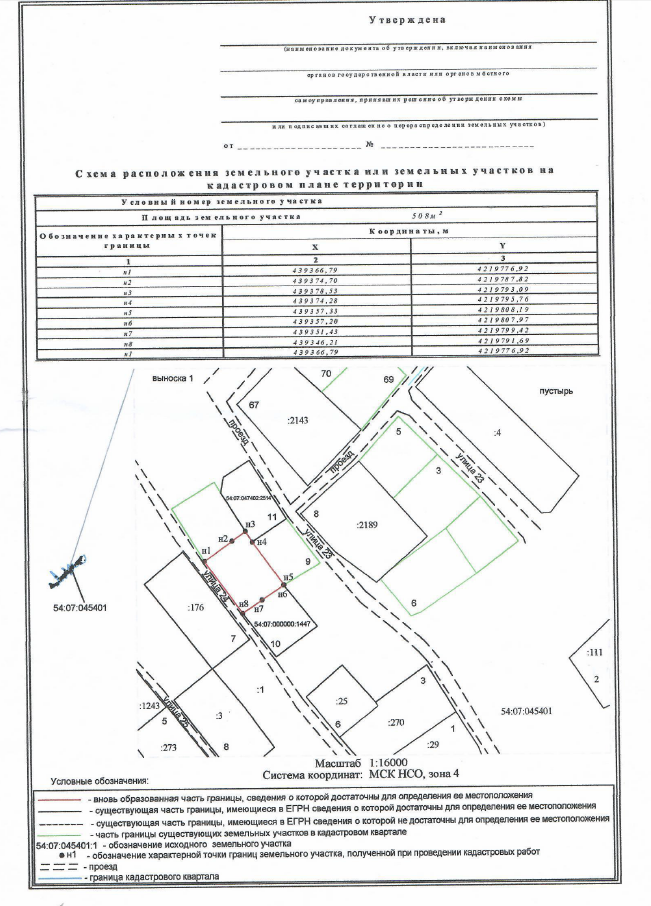 Утверждена
(наименование документа об утверждении, включая наименования
органов государственной власти или органов местного
самоуправления, принявших решение об утверждении схемы
или подписавших соглашение о перераспределении земельных участков)
от ____________________ № ____________________
Схема расположения земельного участка или земельных участков на
кадастровом плане территории
Условный номер земельного участка
Площадь земельного участка 508м²
Обозначение характерных точек границы Координаты, м
X Y
1 2 3
н1 439366,79 4219776,92
н2 439374,70 4219787,82
н3 439378,53 4219793,09
н4 439374,28 4219795,76
н5 439357,33 4219808,19
н6 439357,20 4219807,97
н7 439351,43 4219799,42
н8 439346,21 4219791,69
н1 439366,79 4219776,92
выноска 1
70
69
67
:2143
проезд
пустырь
:4
5
проезд
3
улица 23
54:07:047402:2514
11
8
:2189
н3
н2
н4
н1
улица 23
9
н5
6
54:07:045401
улица 24
н6
н8
н7
:176
54:07:000000:1447
7
10
:111
2
:1
:25
3
:1243
улица 25
:3
54:07:045401
5
6
:270
1
:273
8
:29
Масштаб 1:16000
Система координат: МСК НСО, зона 4
Условные обозначения:
- вновь образованная часть границы, сведения о которой достаточны для определения ее местоположения
- существующая часть границы, имеющиеся в ЕГРН сведения о которой достаточны для определения ее местоположения
- существующая часть границы, имеющиеся в ЕГРН сведения о которой не достаточны для определения ее местоположения
- часть границы существующих земельных участков в кадастровом квартале
54:07:045401:1 - обозначение исходного земельного участка
н1 - обозначение характерной точки границ земельного участка, полученной при проведении кадастровых работ
- проезд
- граница кадастрового квартала